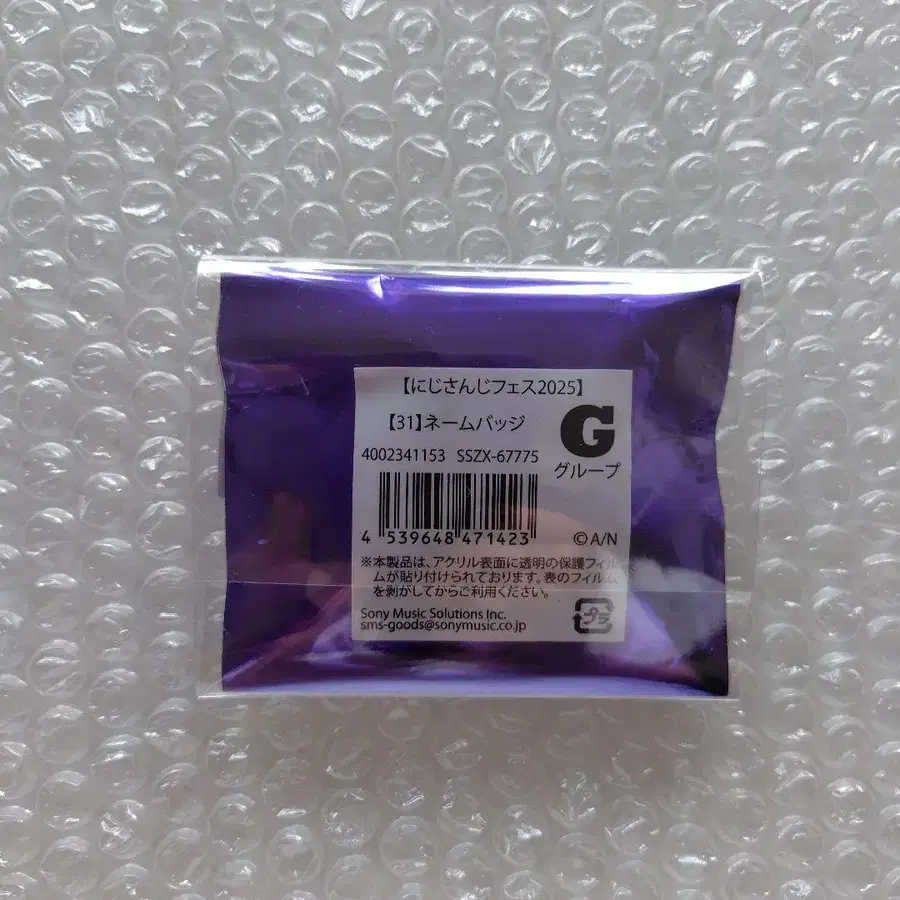 【にじさんじフェス2025】
【31】ネームバッジ
4002341153 SSZX-67775
G
グループ
4 539648 471423
©A/N
※本製品は、アクリル表面に透明の保護フィルムが貼り付けられております。表のフィルム
を剥がしてからご利用ください。
Sony Music Solutions Inc.
sms-goods@sonymusic.co.jp
プラ